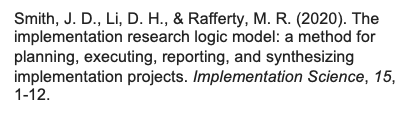 Smith, J. D., Li, D. H., & Rafferty, M. R. (2020). The
implementation research logic model: a method for
planning, executing, reporting, and synthesizing
implementation projects. Implementation Science, 15,
1-12.